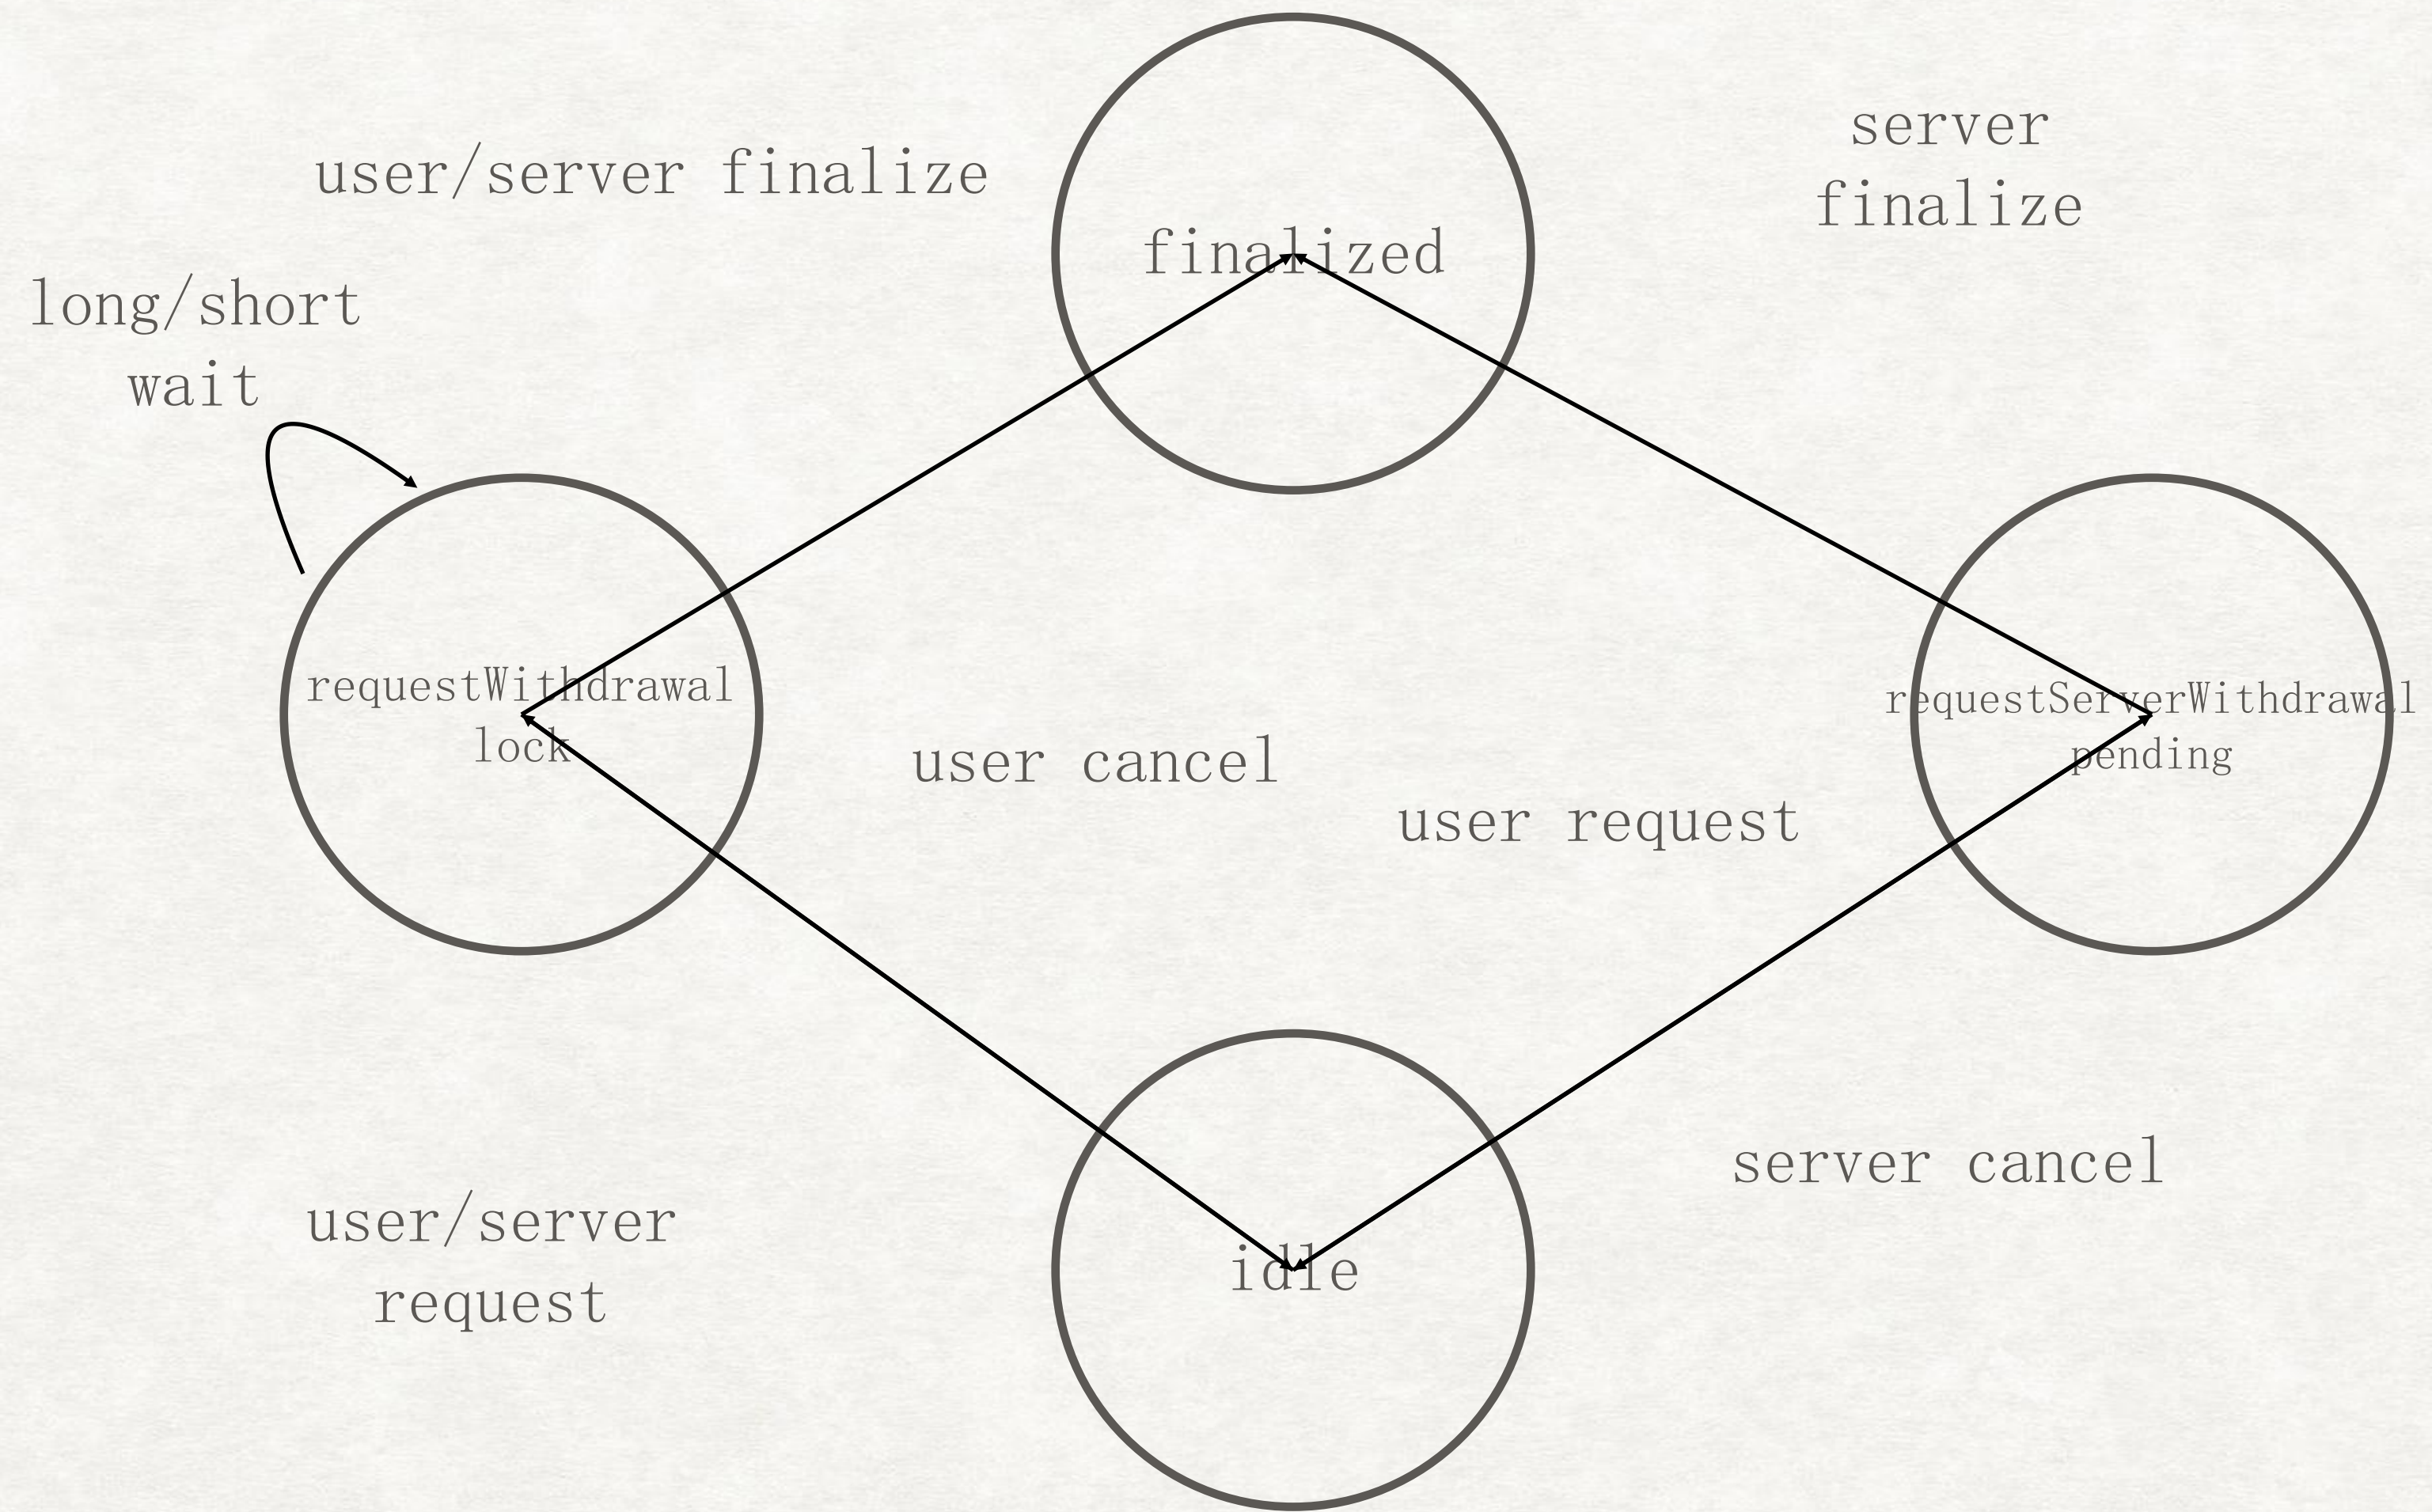 server
finalize
user/server finalize
finalized
long/short
wait
requestWithdrawal
lock
requestServerWithdrawal
pending
user cancel
user request
server cancel
user/server
request
idle